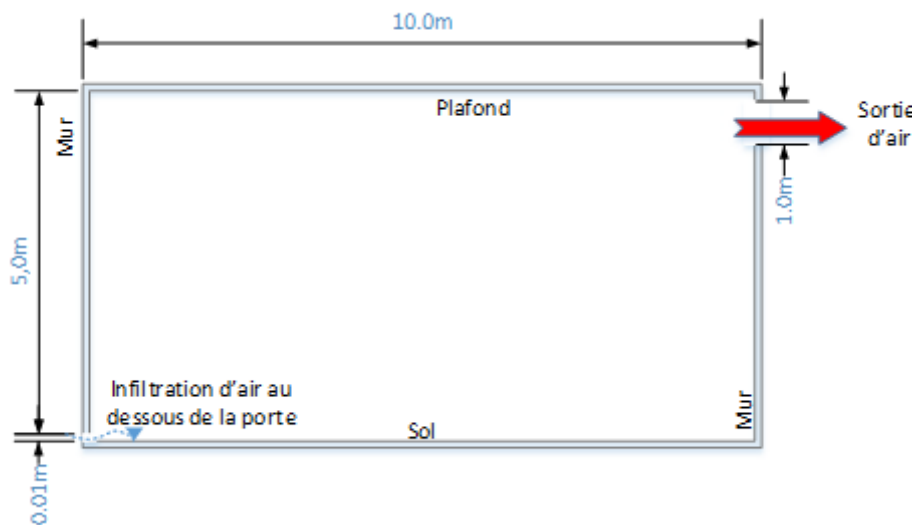 10.0m
Plafond
Sortie
d'air
Mur
1.0m
5,0m
Infiltration d'air au
dessous de la porte
Sol
Mur
0.01m